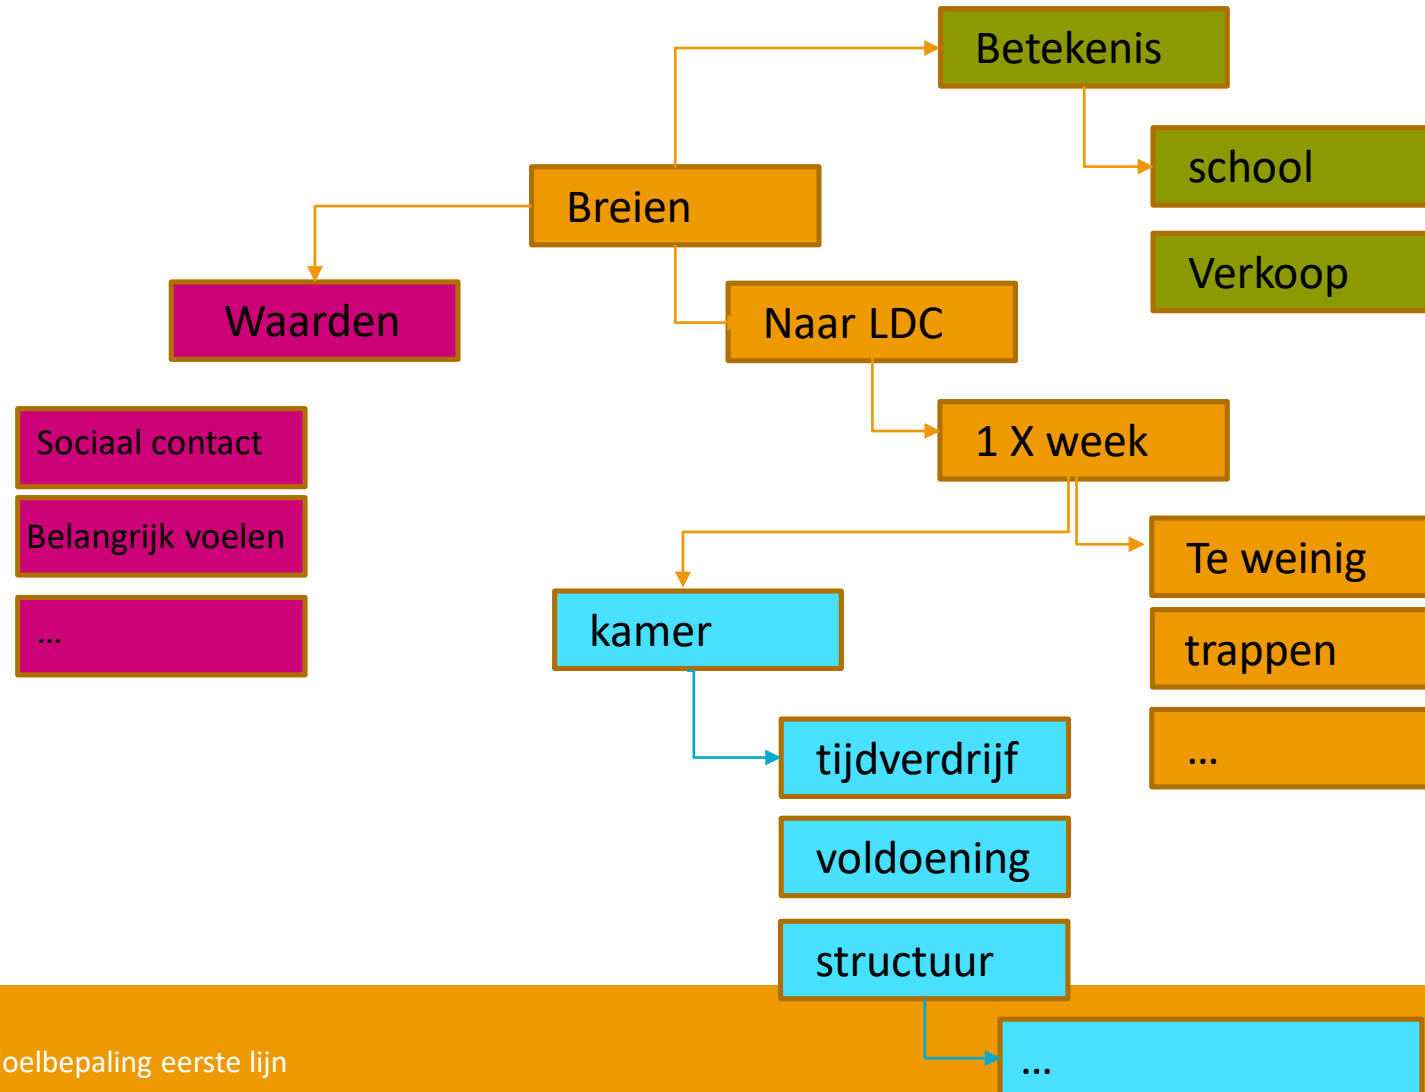 Betekenis
school
Breien
Verkoop
Waarden
Naar LDC
Sociaal contact
1 X week
Belangrijk voelen
Te weinig
...
kamer
trappen
tijdverdrijf
...
voldoening
structuur
oelbepaling eerste lijn
...